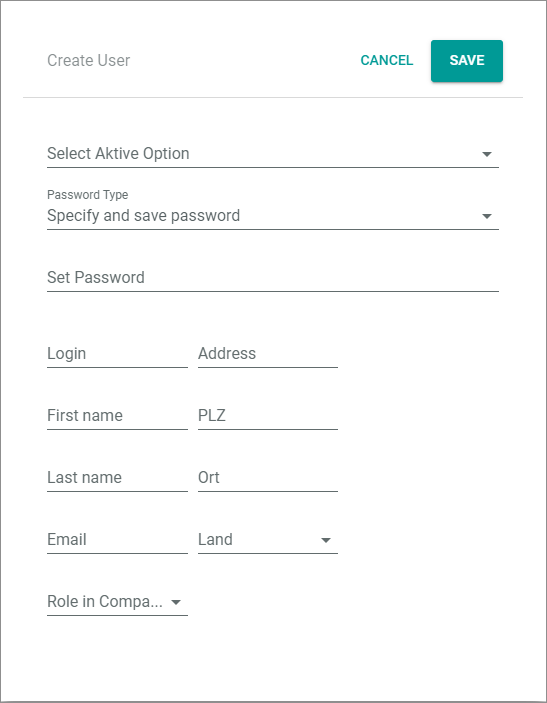 Create User
CANCEL
SAVE
Select Aktive Option
Password Type
Specify and save password
Set Password
Login
Address
First name
PLZ
Last name
Ort
Email
Land
Role in Compa...